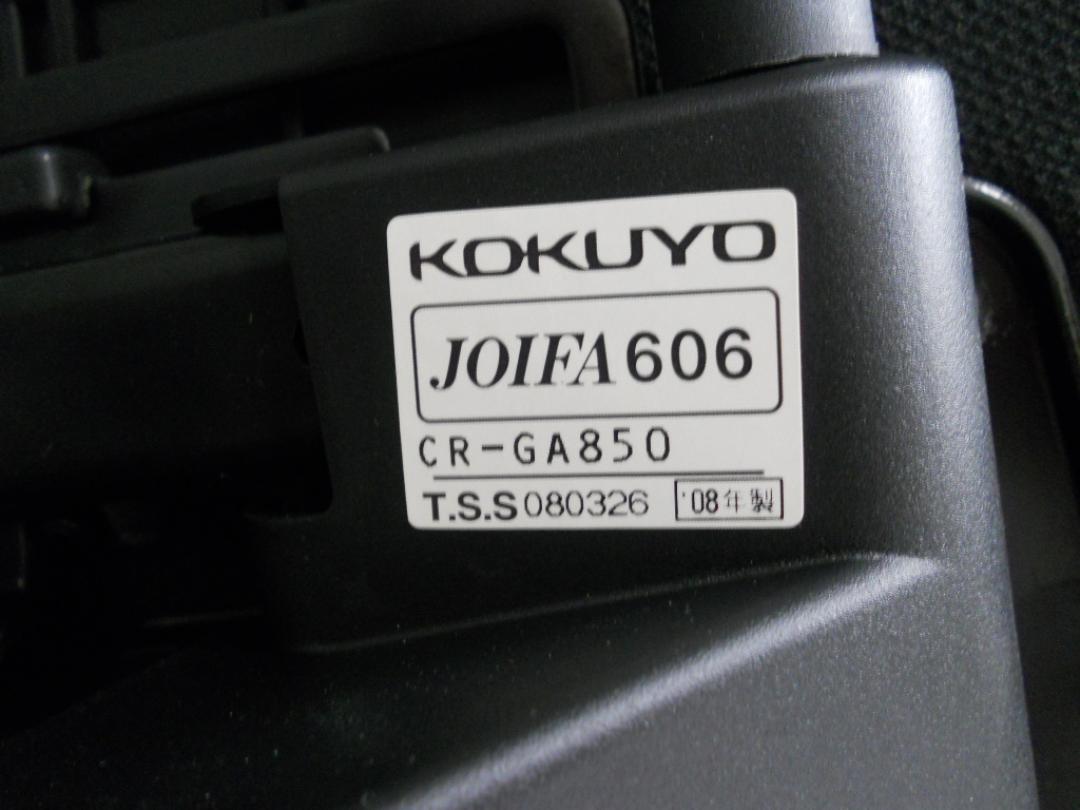 KOKUYO
JOIFA 606
CR-GA850
T.S.S 080326 '08年製